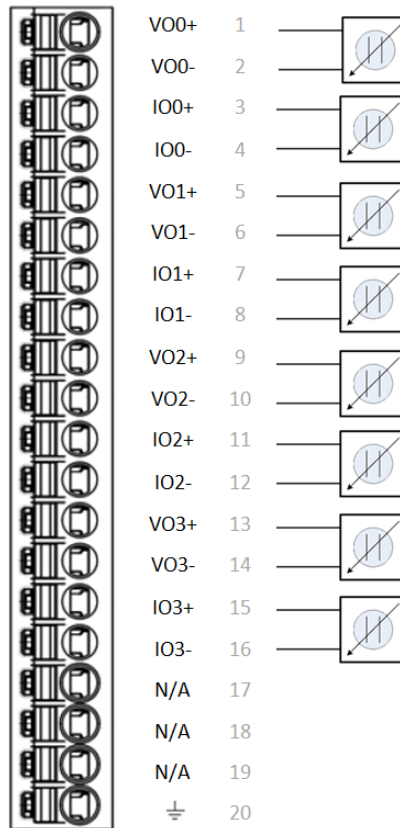 VO0+ 1
VO0- 2
IO0+ 3
IO0- 4
VO1+ 5
VO1- 6
IO1+ 7
IO1- 8
VO2+ 9
VO2- 10
IO2+ 11
IO2- 12
VO3+ 13
VO3- 14
IO3+ 15
IO3- 16
N/A 17
N/A 18
N/A 19
⏚ 20